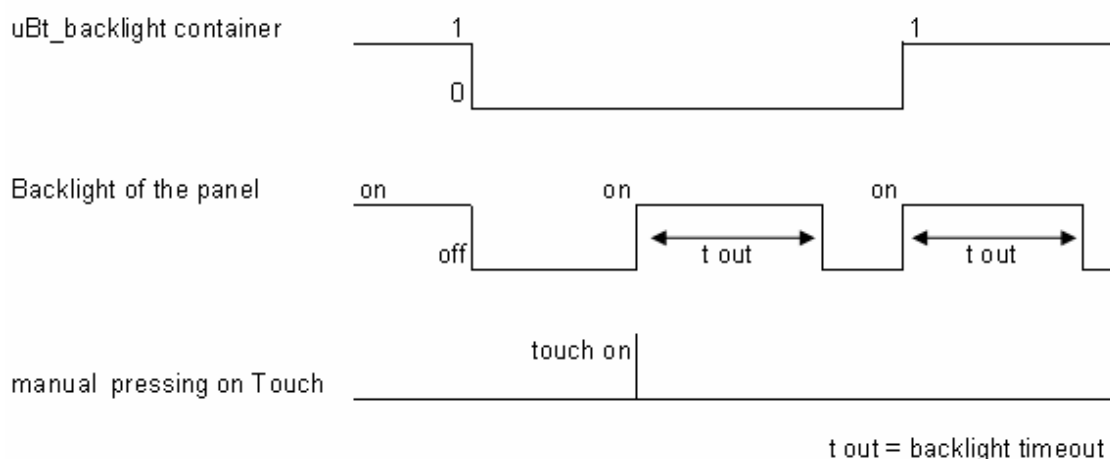 uBt_backlight container
1
0
1
Backlight of the panel
on
off
on
t out
on
t out
touch on
manual pressing on Touch
t out = backlight timeout